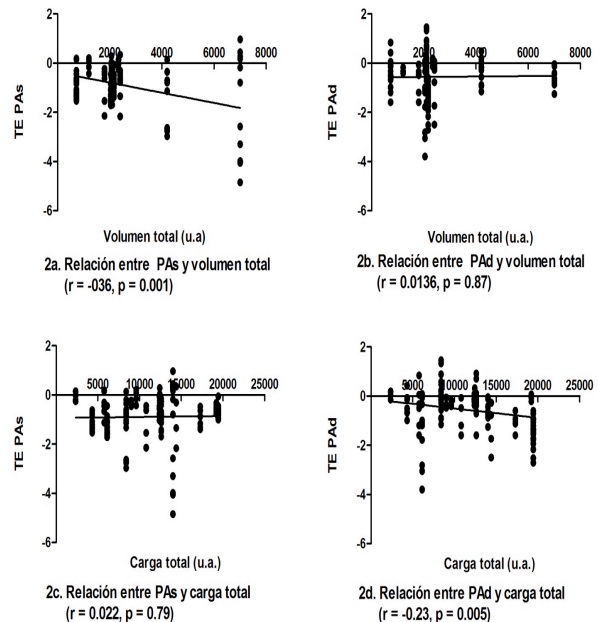 2
0
-2
-4
-6
2000 4000 6000 8000
TE PAs
Volumen total (u.a)
2a. Relación entre PAs y volumen total
(r = -036, p = 0.001)
2
0
-2
-4
-6
2000 4000 6000 8000
TE PAd
Volumen total (u.a.)
2b. Relación entre PAd y volumen total
(r = 0.0136, p = 0.87)
2
0
-2
-4
-6
5000 10000 15000 20000 25000
TE PAs
Carga total (u.a.)
2c. Relación entre PAs y carga total
(r = 0.022, p = 0.79)
2
0
-2
-4
-6
5000 10000 15000 20000 25000
TE PAd
Carga total (u.a.)
2d. Relación entre PAd y carga total
(r = -0.23, p = 0.005)